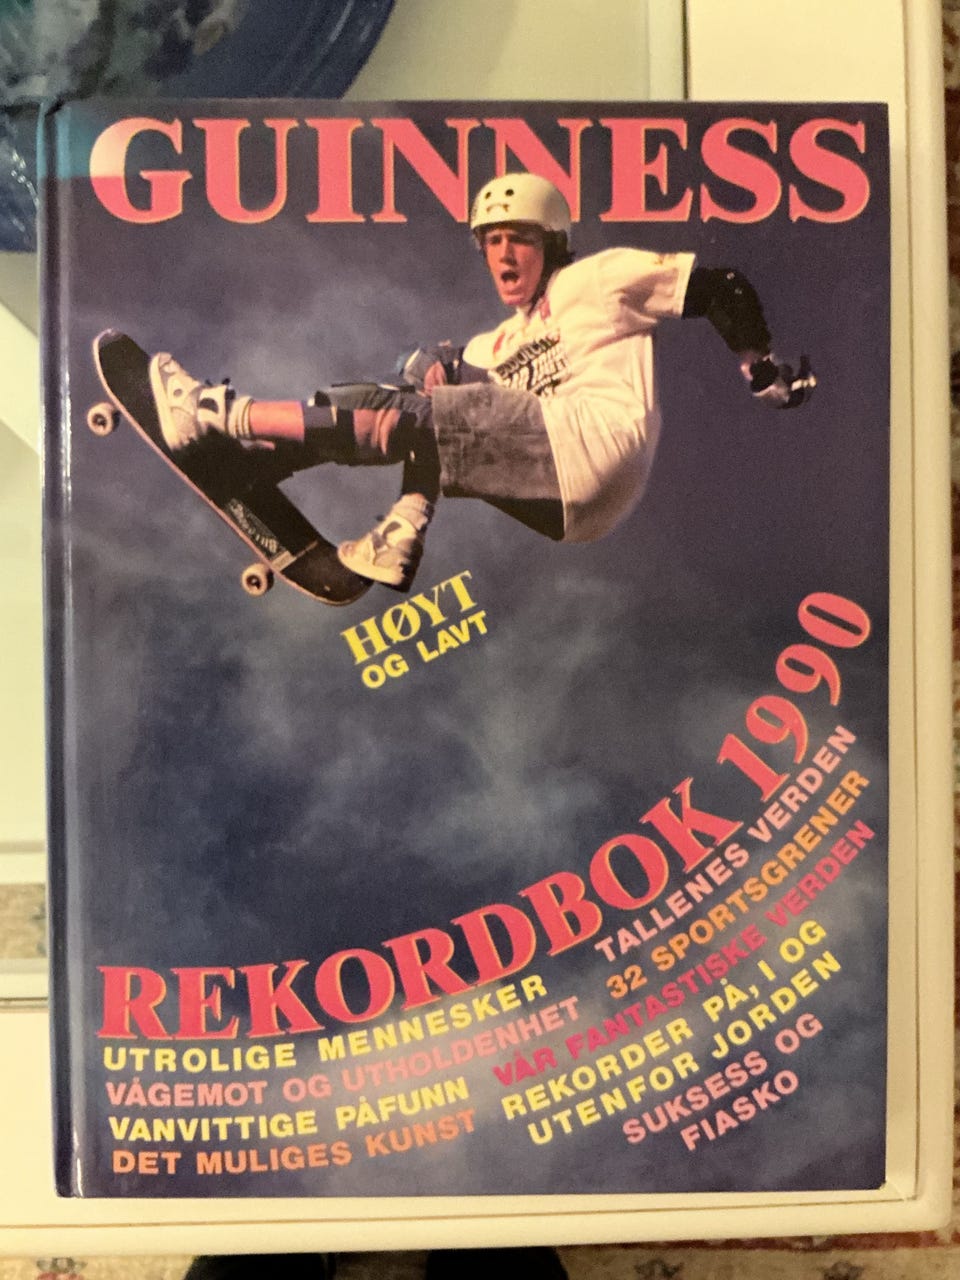 GUINNESS
HØYT
OG LAVT
REKORDBOK 1990
UTROLIGE MENNESKER
VÅGEMOT OG UTHOLDENHET
VANVITTIGE PÅFUNN
DET MULIGES KUNST
TALLENES VERDEN
32 SPORTSGRENER
VÅR FANTASTISKE VERDEN
REKORDER PÅ, I OG
UTENFOR JORDEN
SUKSESS OG
FIASKO